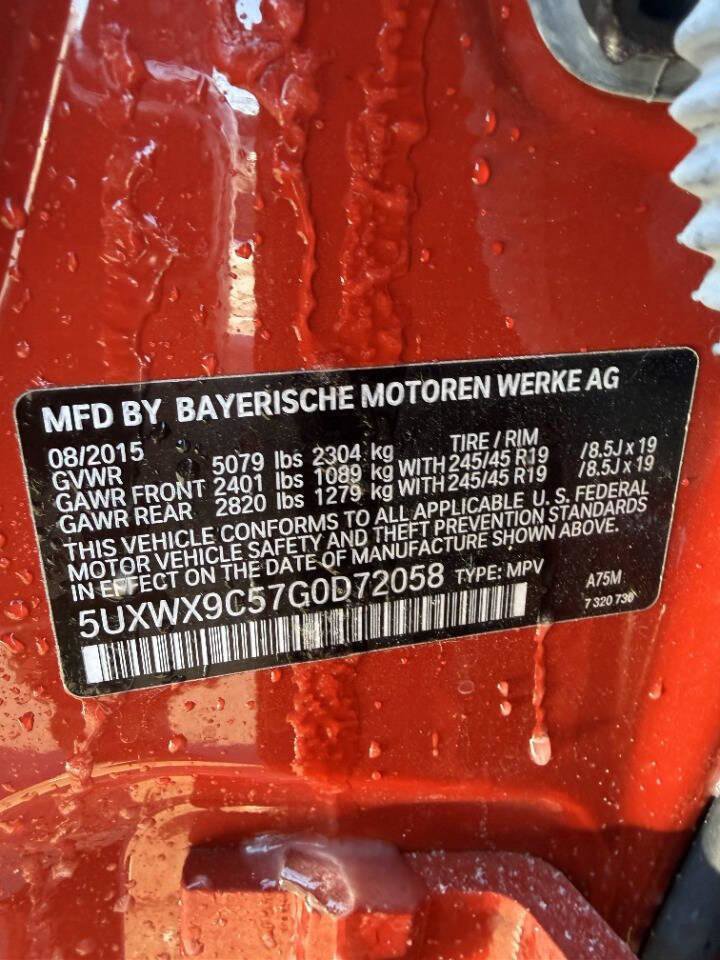 MFD BY BAYERISCHE MOTOREN WERKE AG
08/2015 TIRE / RIM
GVWR 5079 lbs 2304 kg
GAWR FRONT 2401 lbs 1089 kg WITH 245/45 R19 /8.5J x 19
GAWR REAR 2820 lbs 1279 kg WITH 245/45 R19 /8.5J x 19
THIS VEHICLE CONFORMS TO ALL APPLICABLE U. S. FEDERAL
MOTOR VEHICLE SAFETY AND THEFT PREVENTION STANDARDS
IN EFFECT ON THE DATE OF MANUFACTURE SHOWN ABOVE.
5UXWX9C57G0D72058 TYPE: MPV A75M
7 320 736